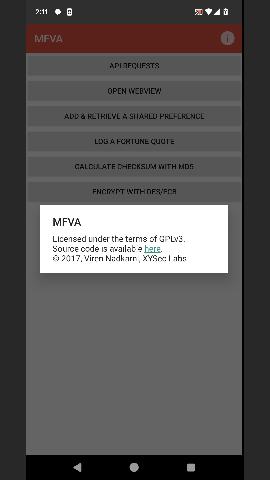 2:11
MFVA
API REQUESTS
OPEN WEBVIEW
ADD & RETRIEVE A SHARED PREFERENCE
LOG A FORTUNE QUOTE
CALCULATE CHECKSUM WITH MD5
ENCRYPT WITH DES/ECB
MFVA
Licensed under the terms of GPLv3.
Source code is available here.
© 2017, Viren Nadkarni, XYSec Labs